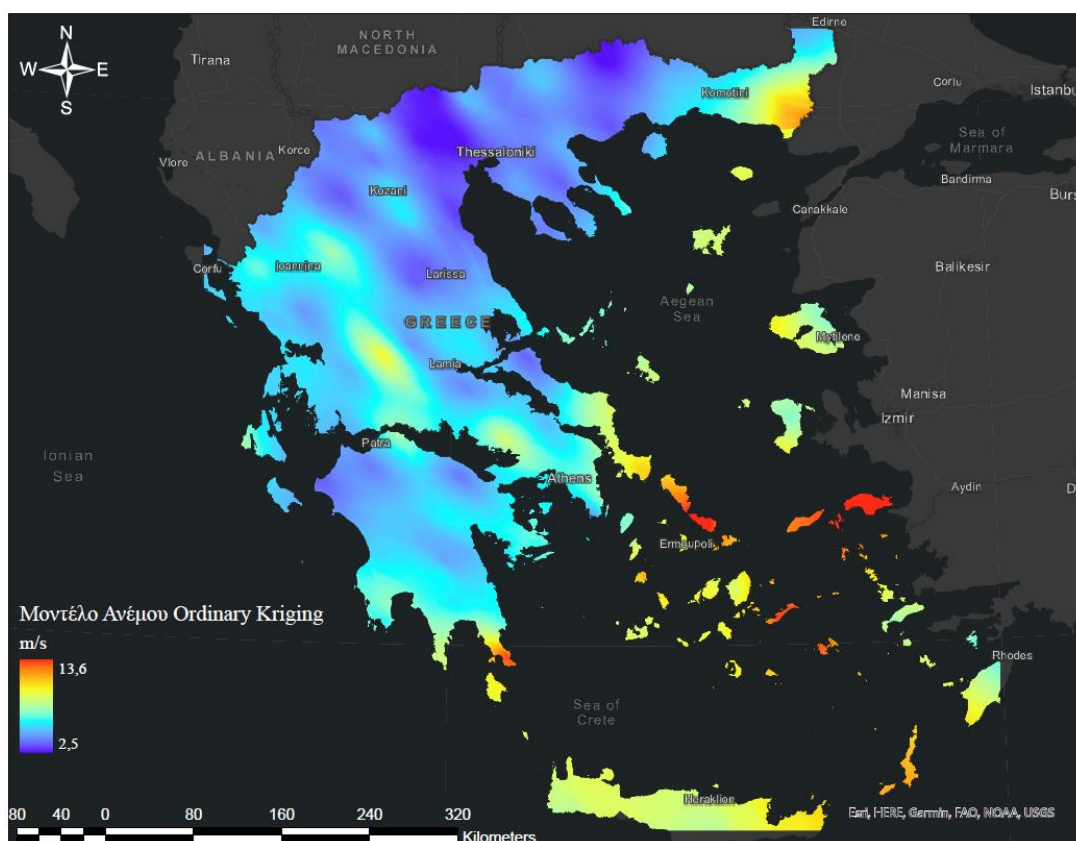 Edirne
N
NORTH
MACEDONIA
Tirana
W
E
S
Corlu
Istanbu
Komotini
Sea of
Marmara
Vlore
ALBANIA
Korce
Thessaloniki
Bandirma
Kozani
Canakkale
Burs
Corfu
Ioannina
Larissa
Balikesir
Aegean
Sea
GREECE
Mytilene
Lamia
Manisa
Izmir
Patra
Ionian
Sea
Athens
Aydin
D
Ermoupoli
Μοντέλο Ανέμου Ordinary Kriging
m/s
13,6
2,5
Rhodes
Sea of
Crete
Heraklion
Esri, HERE, Garmin, FAO, NOAA, USGS
80 40 0 80 160 240 320
Kilometers